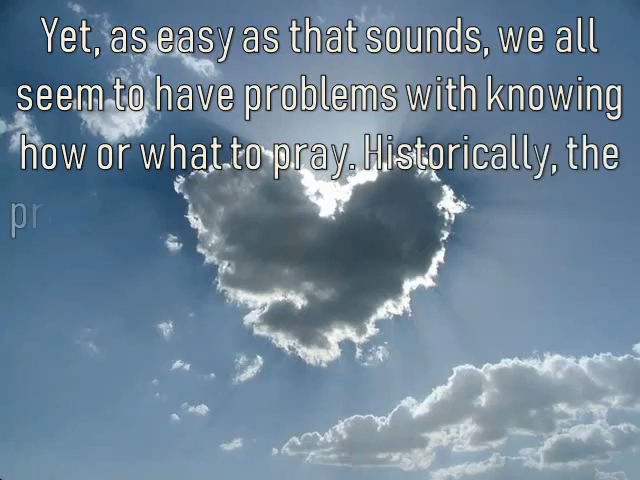 Yet, as easy as that sounds, we all
seem to have problems with knowing
how or what to pray. Historically, the
pr